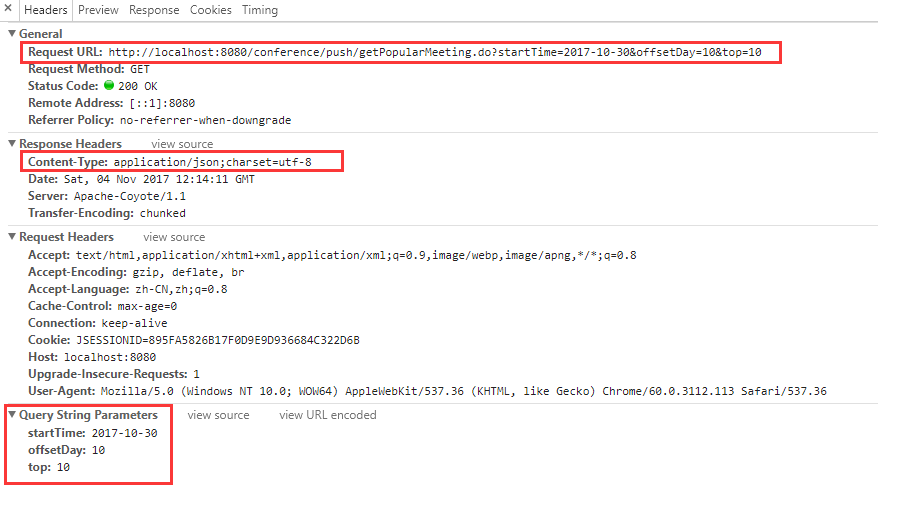 × Headers Preview Response Cookies Timing
▼ General
Request URL: http://localhost:8080/conference/push/getPopularMeeting.do?startTime=2017-10-30&offsetDay=10&top=10
Request Method: GET
Status Code: 200 OK
Remote Address: [::1]:8080
Referrer Policy: no-referrer-when-downgrade
▼ Response Headers view source
Content-Type: application/json;charset=utf-8
Date: Sat, 04 Nov 2017 12:14:11 GMT
Server: Apache-Coyote/1.1
Transfer-Encoding: chunked
▼ Request Headers view source
Accept: text/html,application/xhtml+xml,application/xml;q=0.9,image/webp,image/apng,*/*;q=0.8
Accept-Encoding: gzip, deflate, br
Accept-Language: zh-CN,zh;q=0.8
Cache-Control: max-age=0
Connection: keep-alive
Cookie: JSESSIONID=895FA5826B17F0D9E9D936684C322D6B
Host: localhost:8080
Upgrade-Insecure-Requests: 1
User-Agent: Mozilla/5.0 (Windows NT 10.0; WOW64) AppleWebKit/537.36 (KHTML, like Gecko) Chrome/60.0.3112.113 Safari/537.36
▼ Query String Parameters view source view URL encoded
startTime: 2017-10-30
offsetDay: 10
top: 10